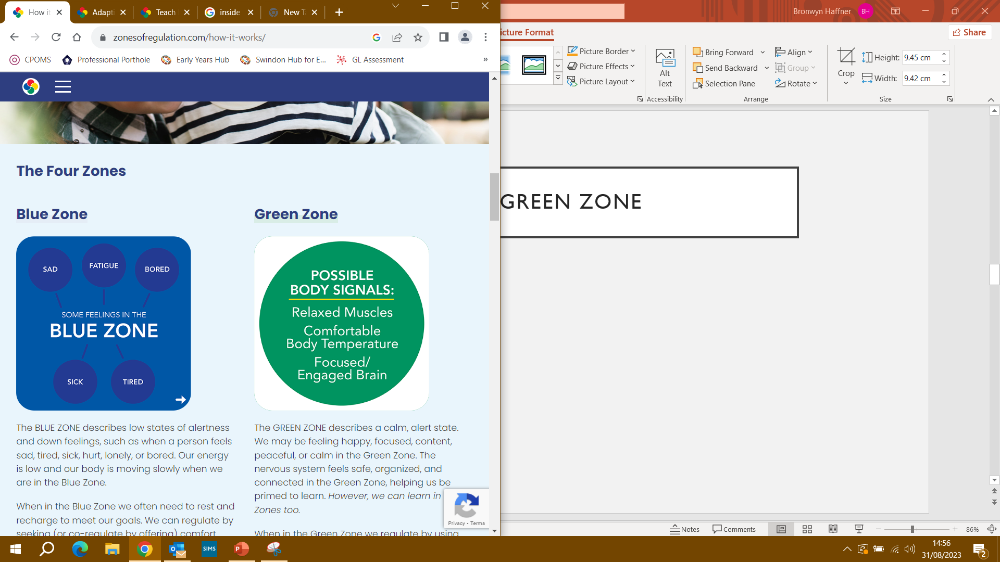 How it
Adapti
Teach
inside
New T
Bronwyn Haffner
BH
zonesofregulation.com/how-it-works/
icture Format
Share
CPOMS
Professional Porthole
Early Years Hub
Swindon Hub for E...
GL Assessment
»
Picture Border
Picture Effects
Picture Layout
Alt
Text
Accessibility
Bring Forward
Send Backward
Selection Pane
Align
Group
Rotate
Arrange
Crop
Height:
9.45 cm
Width:
9.42 cm
Size
The Four Zones
Blue Zone
SAD
FATIGUE
BORED
SOME FEELINGS IN THE
BLUE ZONE
SICK
TIRED
The BLUE ZONE describes low states of alertness
and down feelings, such as when a person feels
sad, tired, sick, hurt, lonely, or bored. Our energy
is low and our body is moving slowly when we
are in the Blue Zone.
When in the Blue Zone we often need to rest and
recharge to meet our goals. We can regulate by
seeking (or co-regulate by offering) comfort,
Green Zone
POSSIBLE
BODY SIGNALS:
Relaxed Muscles
Comfortable
Body Temperature
Focused/
Engaged Brain
The GREEN ZONE describes a calm, alert state.
We may be feeling happy, focused, content,
peaceful, or calm in the Green Zone. The
nervous system feels safe, organized, and
connected in the Green Zone, helping us be
primed to learn. However, we can learn in
Zones too.
When in the Green Zone we regulate by using
Privacy - Terms
GREEN ZONE
Notes
Comments
86%
SIMS
14:56
31/08/2023
2